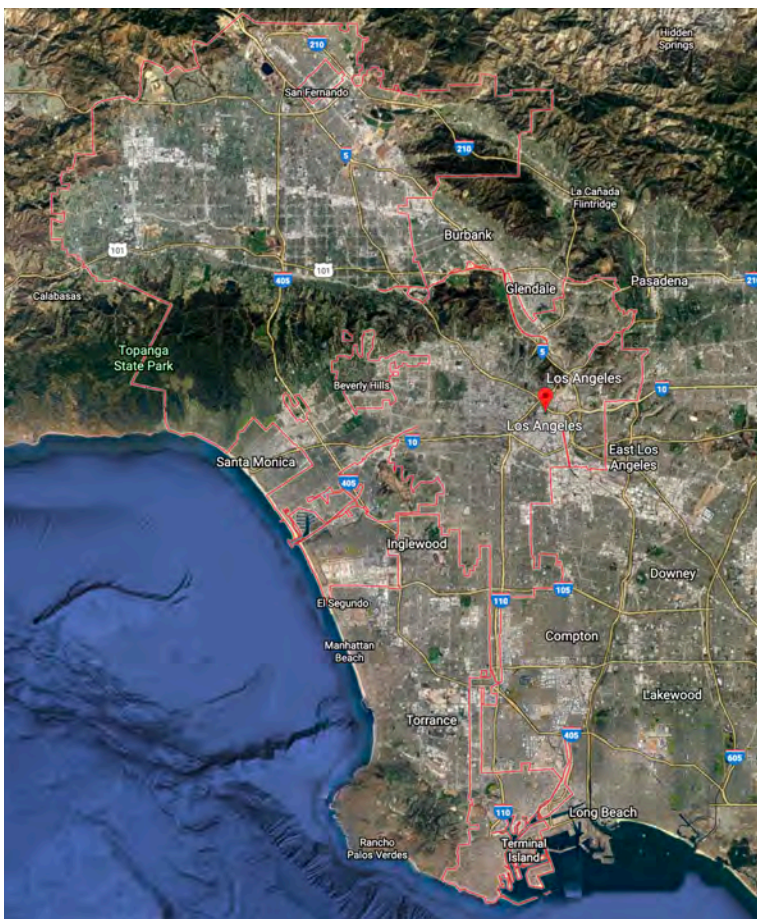 Hidden
Springs
210
San Fernando
5
210
La Cañada
Flintridge
Burbank
101
101
405
Glendale
Pasadena
210
Calabasas
Topanga
State Park
5
Beverly Hills
Los Angeles
10
Los Angeles
10
Santa Monica
East Los
Angeles
405
Inglewood
Downey
El Segundo
110
105
Compton
Manhattan
Beach
Lakewood
Torrance
405
605
110
Long Beach
Rancho
Palos Verdes
Terminal
Island